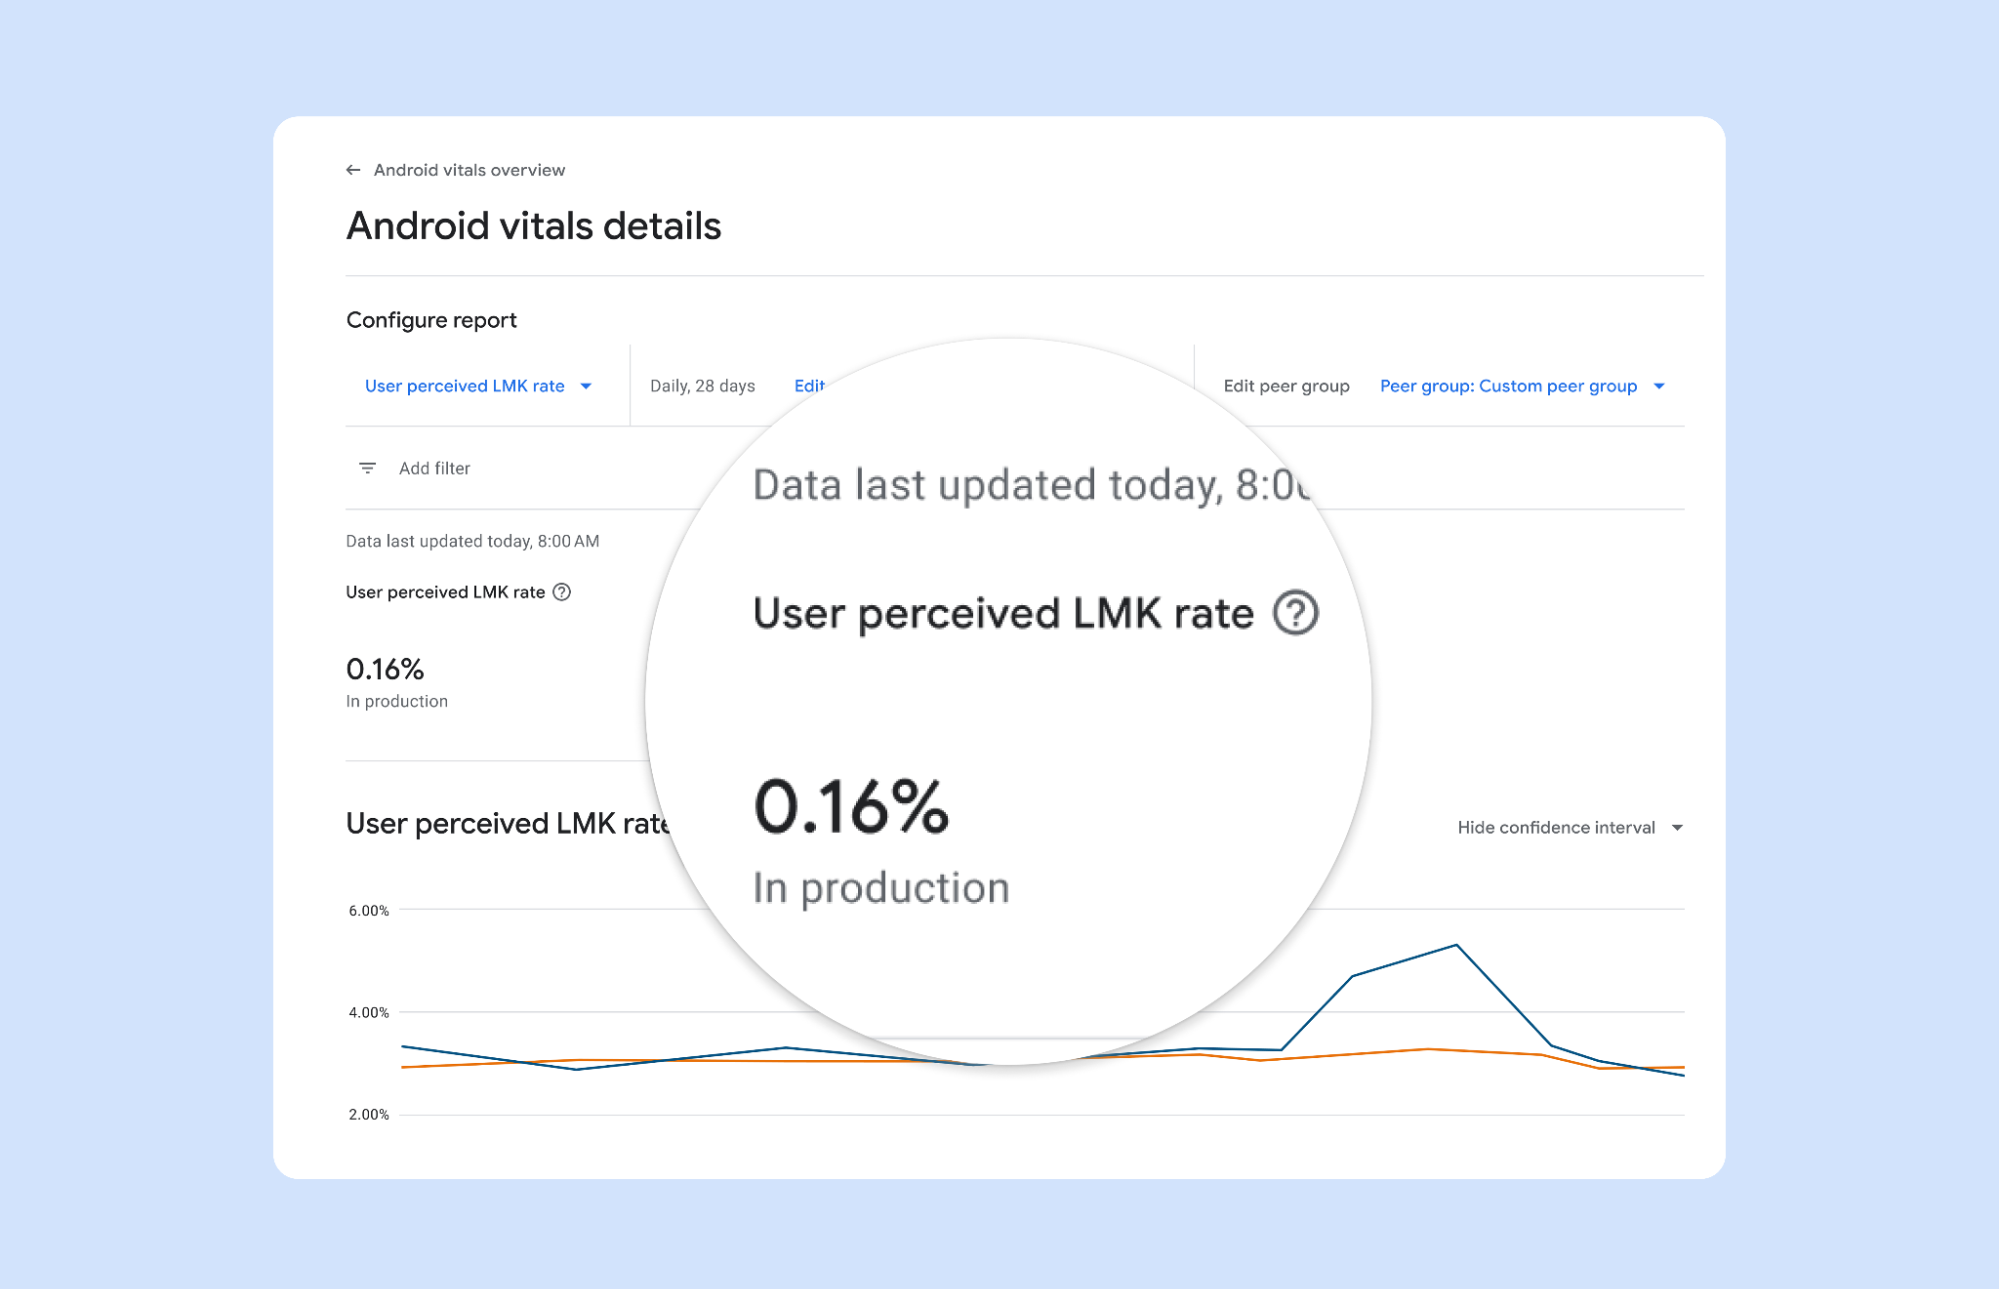 Android vitals overview
Android vitals details
Configure report
User perceived LMK rate
Daily, 28 days
Edit
Edit peer group
Peer group: Custom peer group
Add filter
Data last updated today, 8:00 AM
User perceived LMK rate
0.16%
In production
Data last updated today, 8:0
User perceived LMK rate
0.16%
In production
User perceived LMK rate
Hide confidence interval
6.00%
4.00%
2.00%